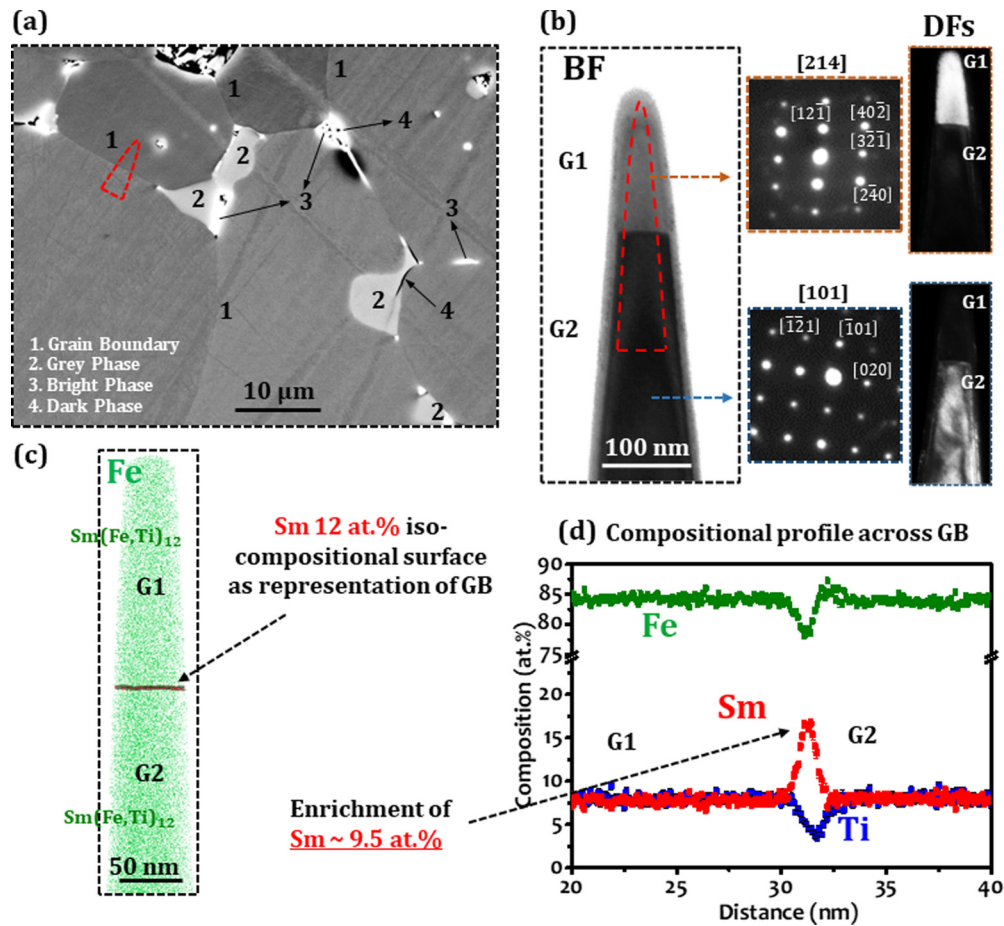 (a)
1
1
1
1
4
2
3
2
3
2
1
4
2
1. Grain Boundary
2. Grey Phase
3. Bright Phase
4. Dark Phase
10 µm
(b)
BF
G1
G2
100 nm
[214]
[121̄]
[402̄]
[32̄1̄]
[2̄40]
[101]
[1̄2̄1]
[1̄01]
[020]
DFs
G1
G2
G1
G2
(c)
Fe
Sm(Fe,Ti)₁₂
G1
G2
Sm(Fe,Ti)₁₂
50 nm
Sm 12 at.% iso-
compositional surface
as representation of GB
Enrichment of
Sm ~ 9.5 at.%
(d) Compositional profile across GB
Composition (at.%)
90
85
80
75
20
15
10
5
0
Fe
Sm
G1
G2
Ti
20 25 30 35 40
Distance (nm)